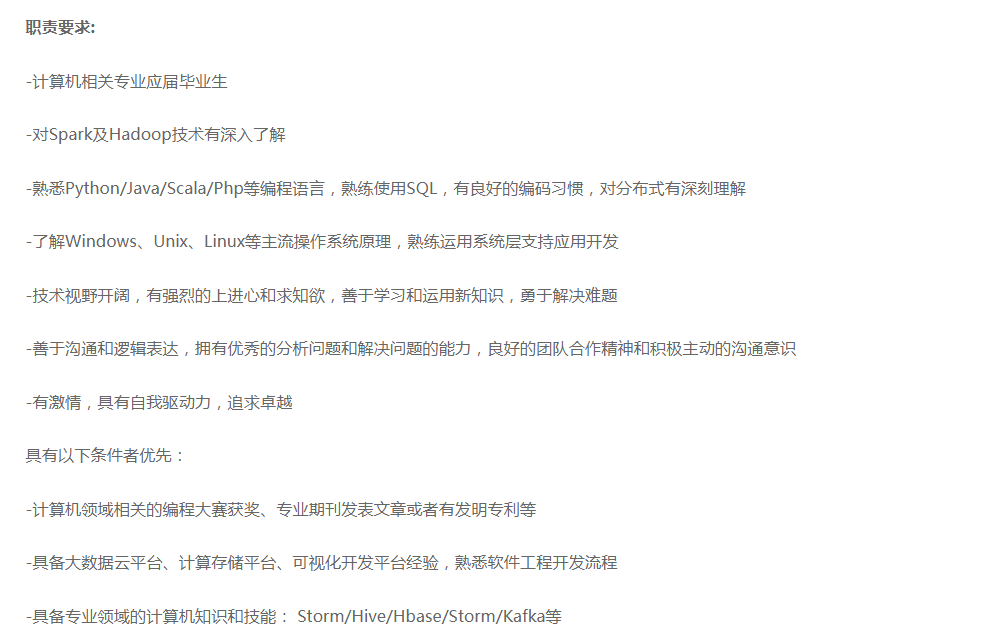 职责要求:
-计算机相关专业应届毕业生
-对Spark及Hadoop技术有深入了解
-熟悉Python/Java/Scala/Php等编程语言，熟练使用SQL，有良好的编码习惯，对分布式有深刻理解
-了解Windows、Unix、Linux等主流操作系统原理，熟练运用系统层支持应用开发
-技术视野开阔，有强烈的上进心和求知欲，善于学习和运用新知识，勇于解决难题
-善于沟通和逻辑表达，拥有优秀的分析问题和解决问题的能力，良好的团队合作精神和积极主动的沟通意识
-有激情，具有自我驱动力，追求卓越
具有以下条件者优先：
-计算机领域相关的编程大赛获奖、专业期刊发表文章或者有发明专利等
-具备大数据云平台、计算存储平台、可视化开发平台经验，熟悉软件工程开发流程
-具备专业领域的计算机知识和技能： Storm/Hive/Hbase/Storm/Kafka等